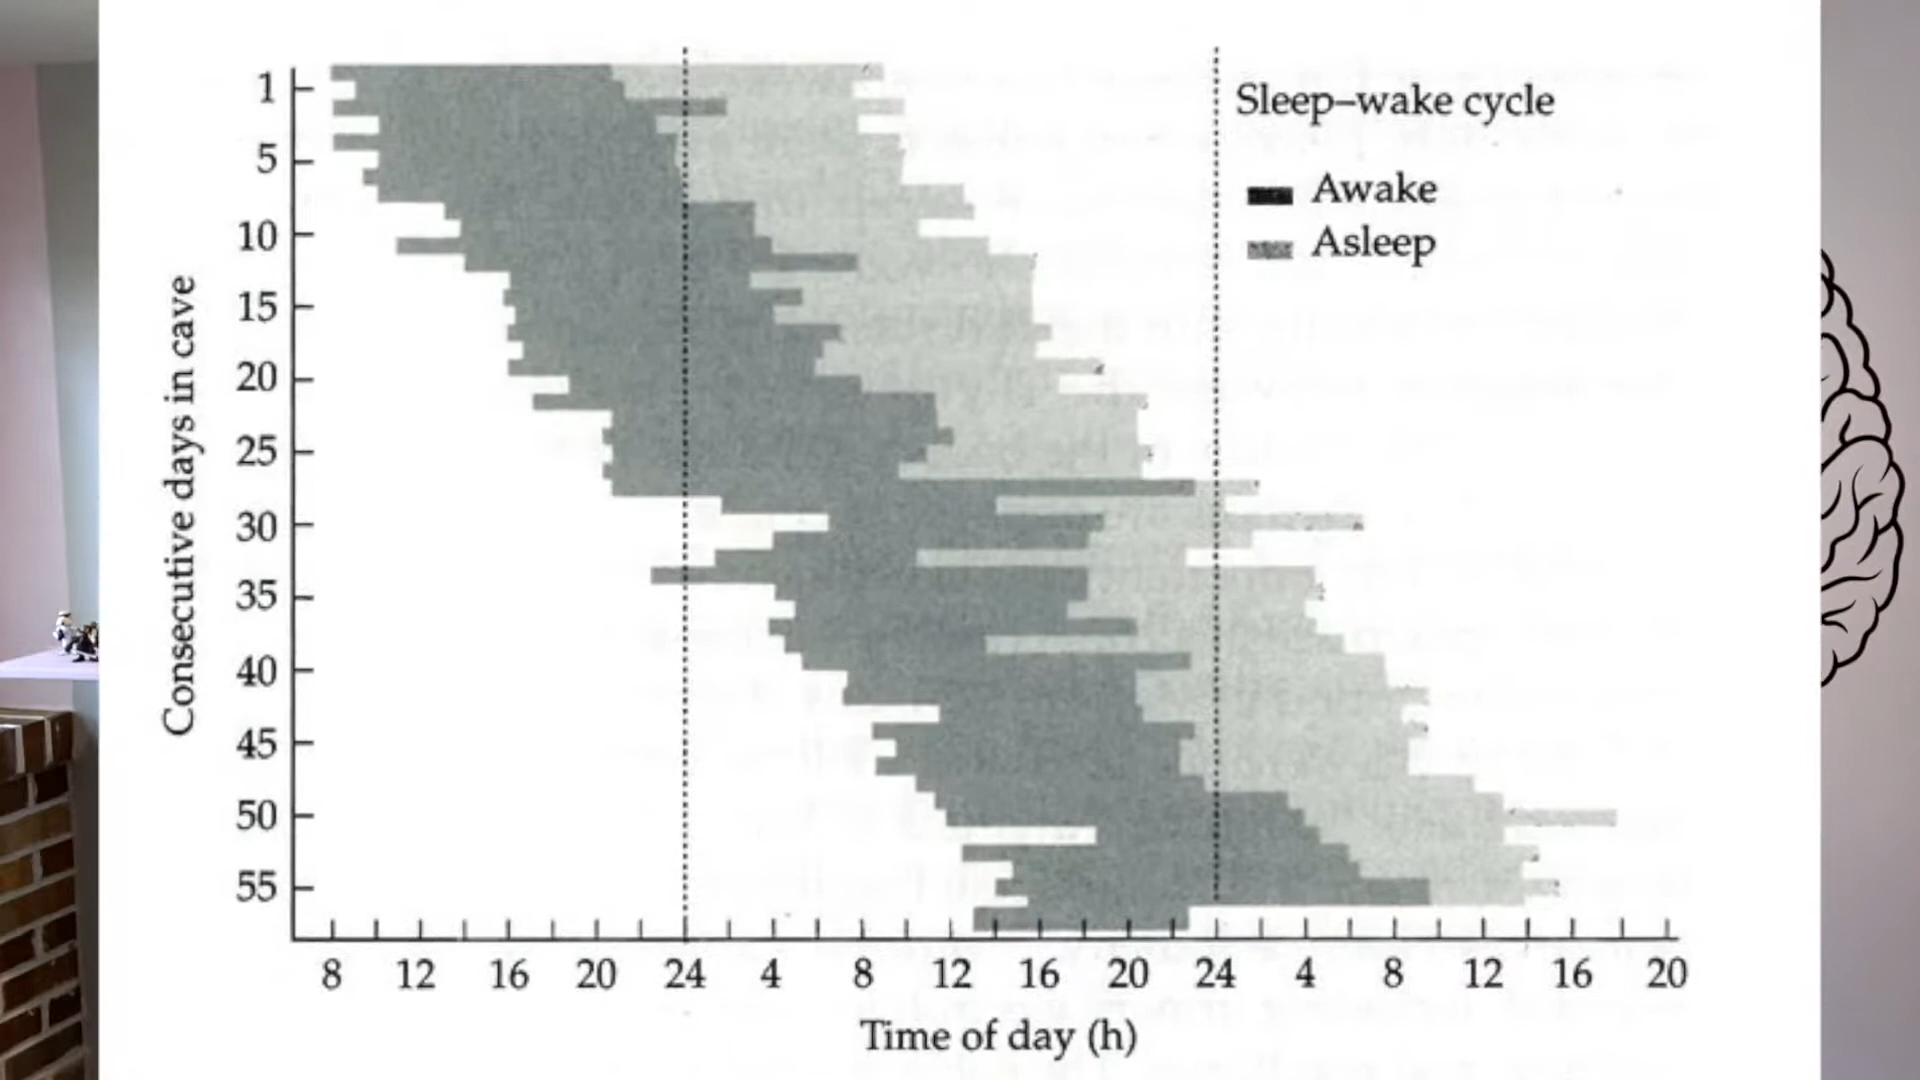 Sleep–wake cycle
Awake
Asleep
Consecutive days in cave
1
5
10
15
20
25
30
35
40
45
50
55
8 12 16 20 24 4 8 12 16 20 24 4 8 12 16 20
Time of day (h)